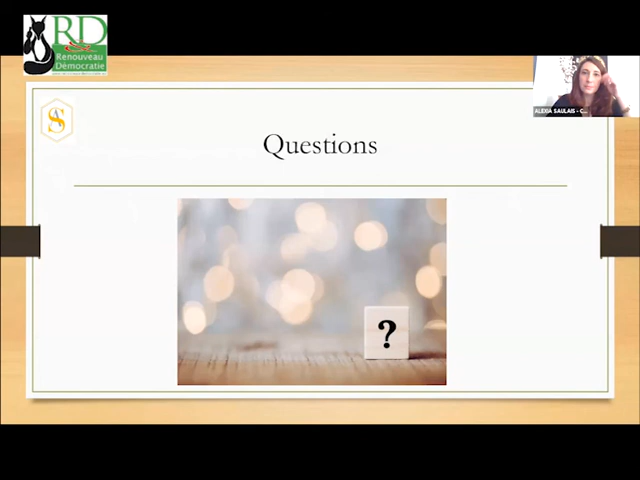 RD
&
Renouveau
Démocratie
ALEXIA SAULAIS - C...
S
Questions
?